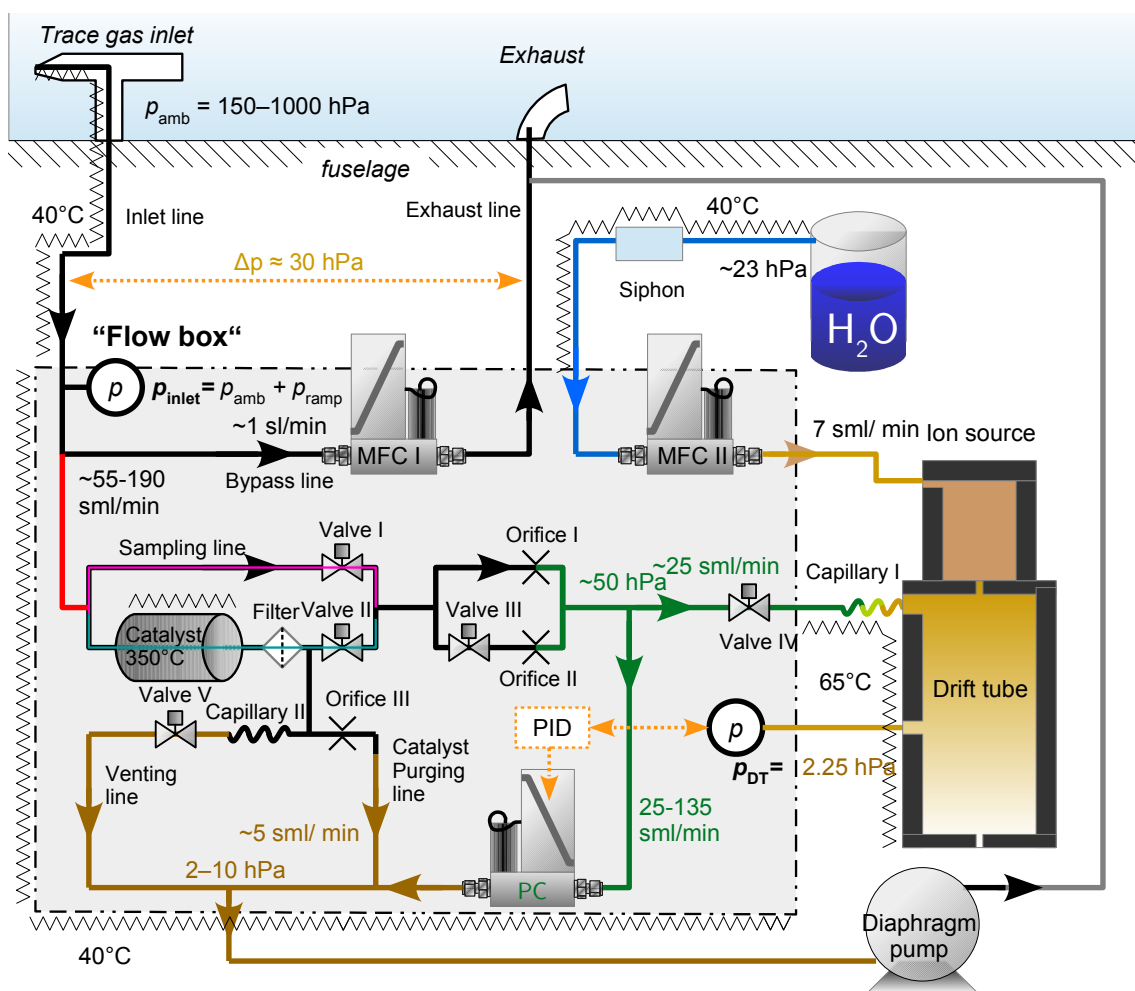 Trace gas inlet
Exhaust
p_amb = 150–1000 hPa
fuselage
40°C
Inlet line
Exhaust line
40°C
Δp ≈ 30 hPa
~23 hPa
Siphon
H₂O
"Flow box"
p
p_inlet = p_amb + p_ramp
~1 sl/min
MFC I
Bypass line
MFC II
7 sml/ min
Ion source
~55-190
sml/min
Valve I
Sampling line
Orifice I
~50 hPa
~25 sml/min
Capillary I
Filter
Valve II
Valve III
Valve IV
Catalyst
350°C
Orifice II
65°C
Drift tube
Valve V
Capillary II
Orifice III
PID
p
p_DT = 2.25 hPa
Venting
line
Catalyst
Purging
line
25-135
sml/min
~5 sml/ min
2–10 hPa
PC
Diaphragm
pump
40°C